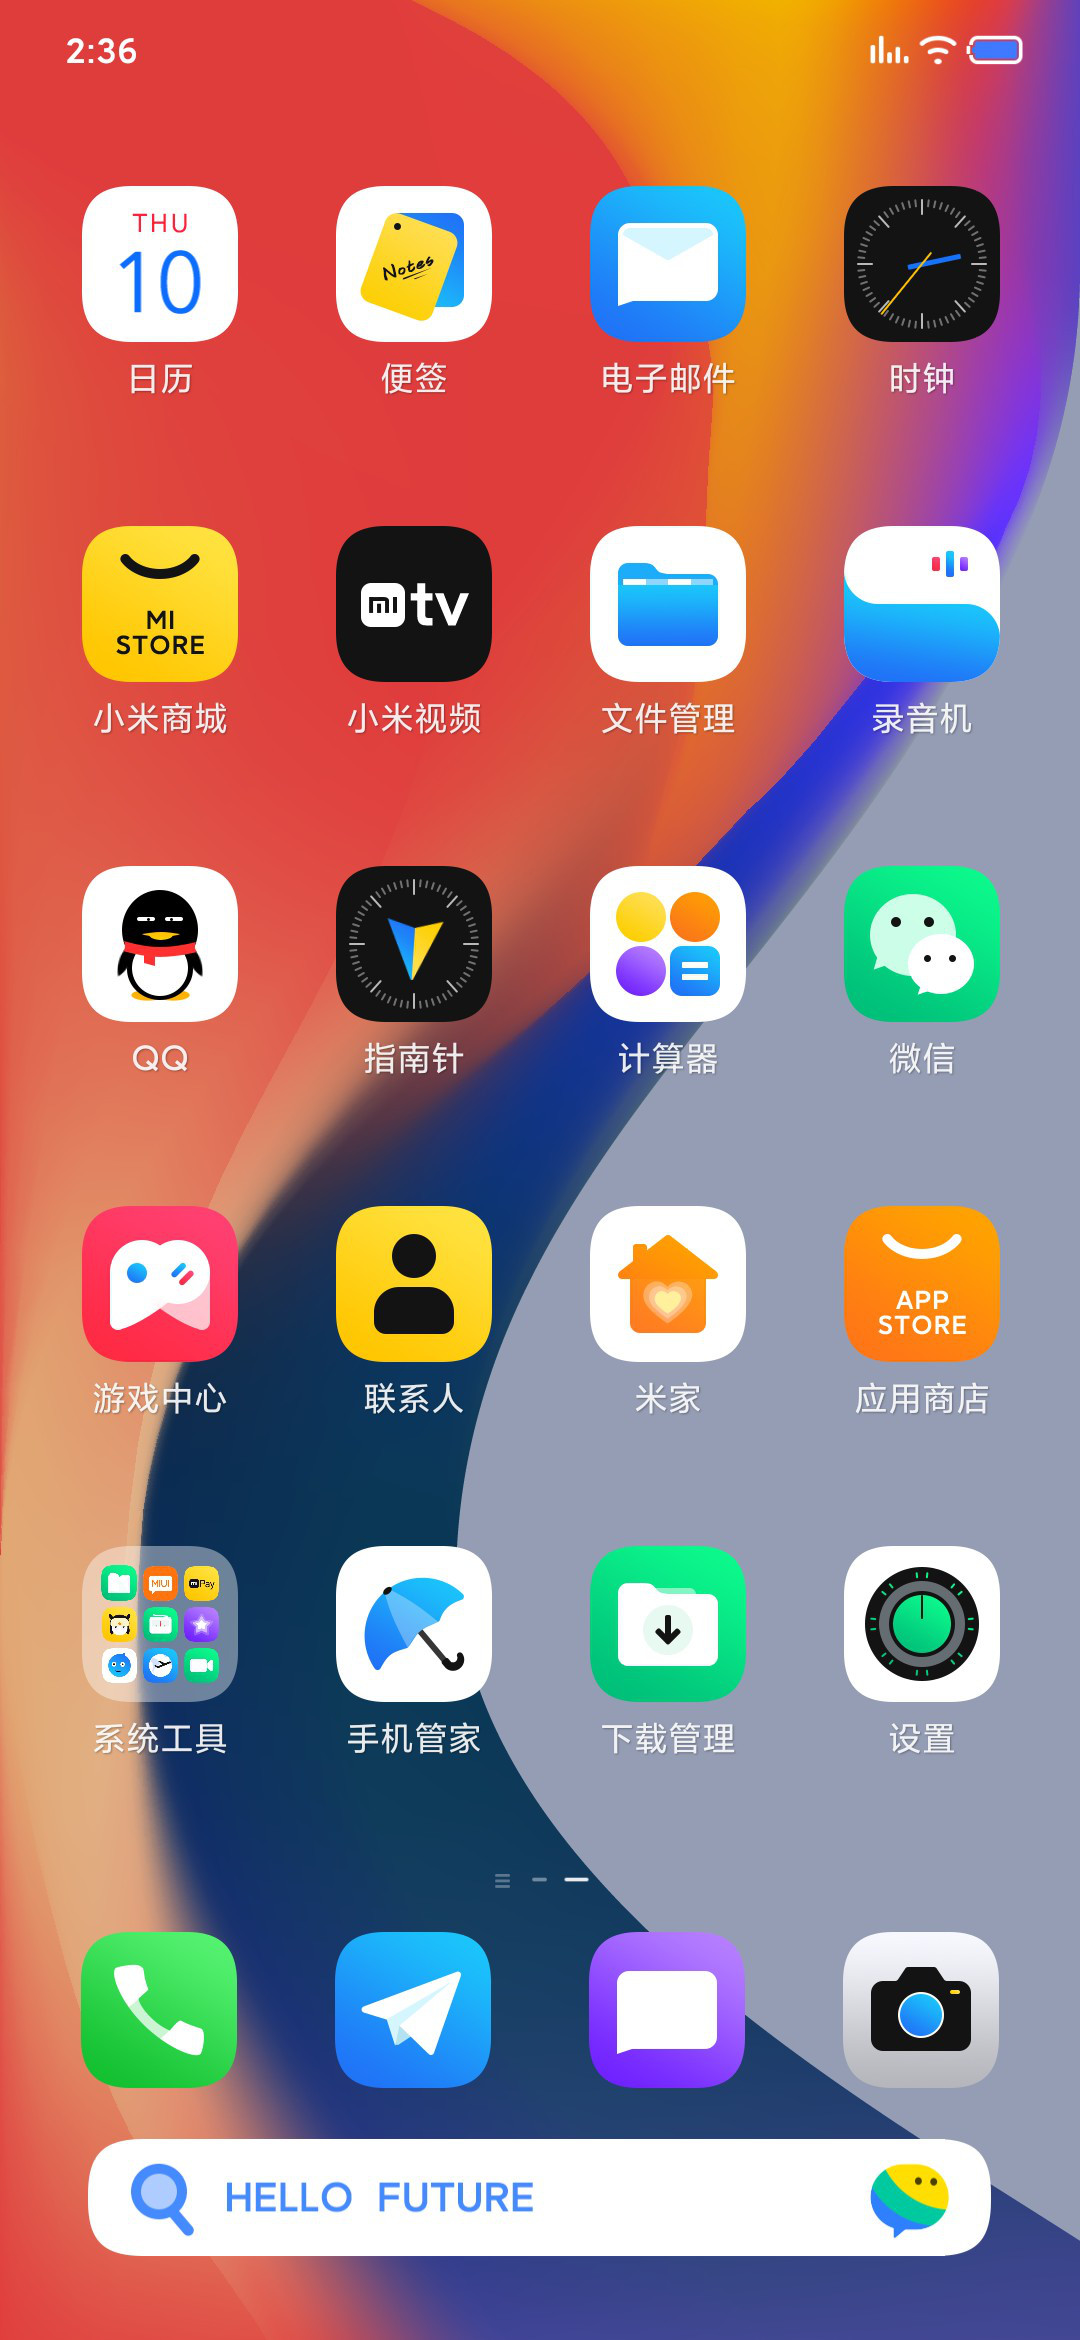 2:36
THU
10
Notes
日历
便签
电子邮件
时钟
MI
STORE
mi tv
小米商城
小米视频
文件管理
录音机
QQ
指南针
计算器
微信
APP
STORE
游戏中心
联系人
米家
应用商店
MIUI
Pay
系统工具
手机管家
下载管理
设置
HELLO FUTURE